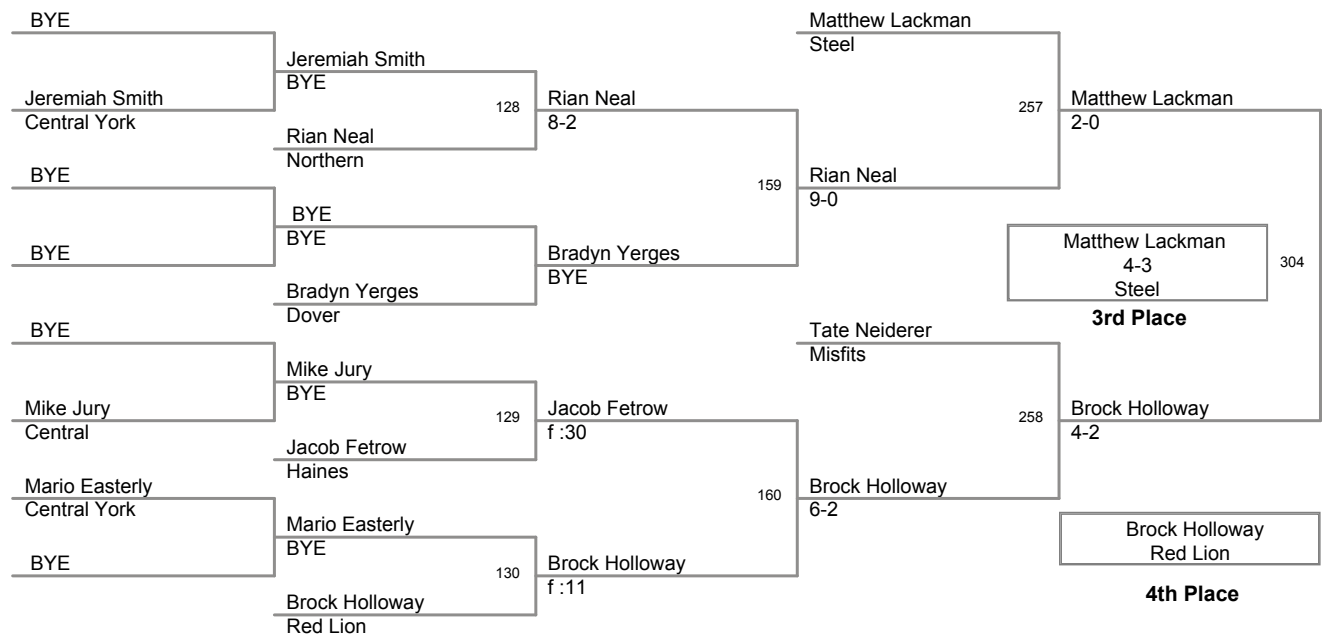 BYE
Jeremiah Smith
Central York
BYE
BYE
BYE
Mike Jury
Central
Mario Easterly
Central York
BYE
Jeremiah Smith
BYE
128
Rian Neal
Northern
BYE
BYE
Bradyn Yerges
Dover
Mike Jury
BYE
129
Jacob Fetrow
Haines
Mario Easterly
BYE
130
Brock Holloway
Red Lion
Rian Neal
8-2
159
Bradyn Yerges
BYE
Jacob Fetrow
f :30
160
Brock Holloway
f :11
Matthew Lackman
Steel
257
Rian Neal
9-0
Tate Neiderer
Misfits
258
Brock Holloway
6-2
Matthew Lackman
2-0
Matthew Lackman
4-3
Steel
304
3rd Place
Brock Holloway
4-2
Brock Holloway
Red Lion
4th Place